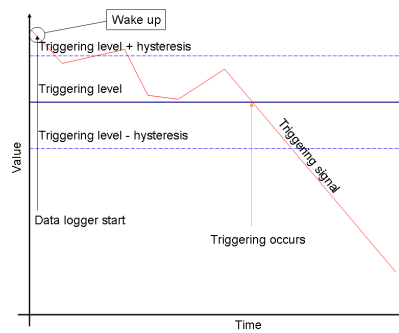 Wake up
Triggering level + hysteresis
Triggering level
Triggering level - hysteresis
Value
Triggering signal
Data logger start
Triggering occurs
Time